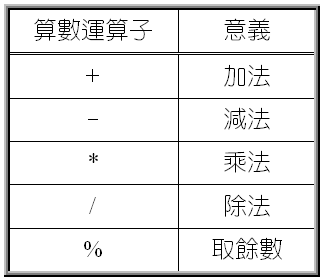 算數運算子 意義
+ 加法
- 減法
* 乘法
/ 除法
% 取餘數